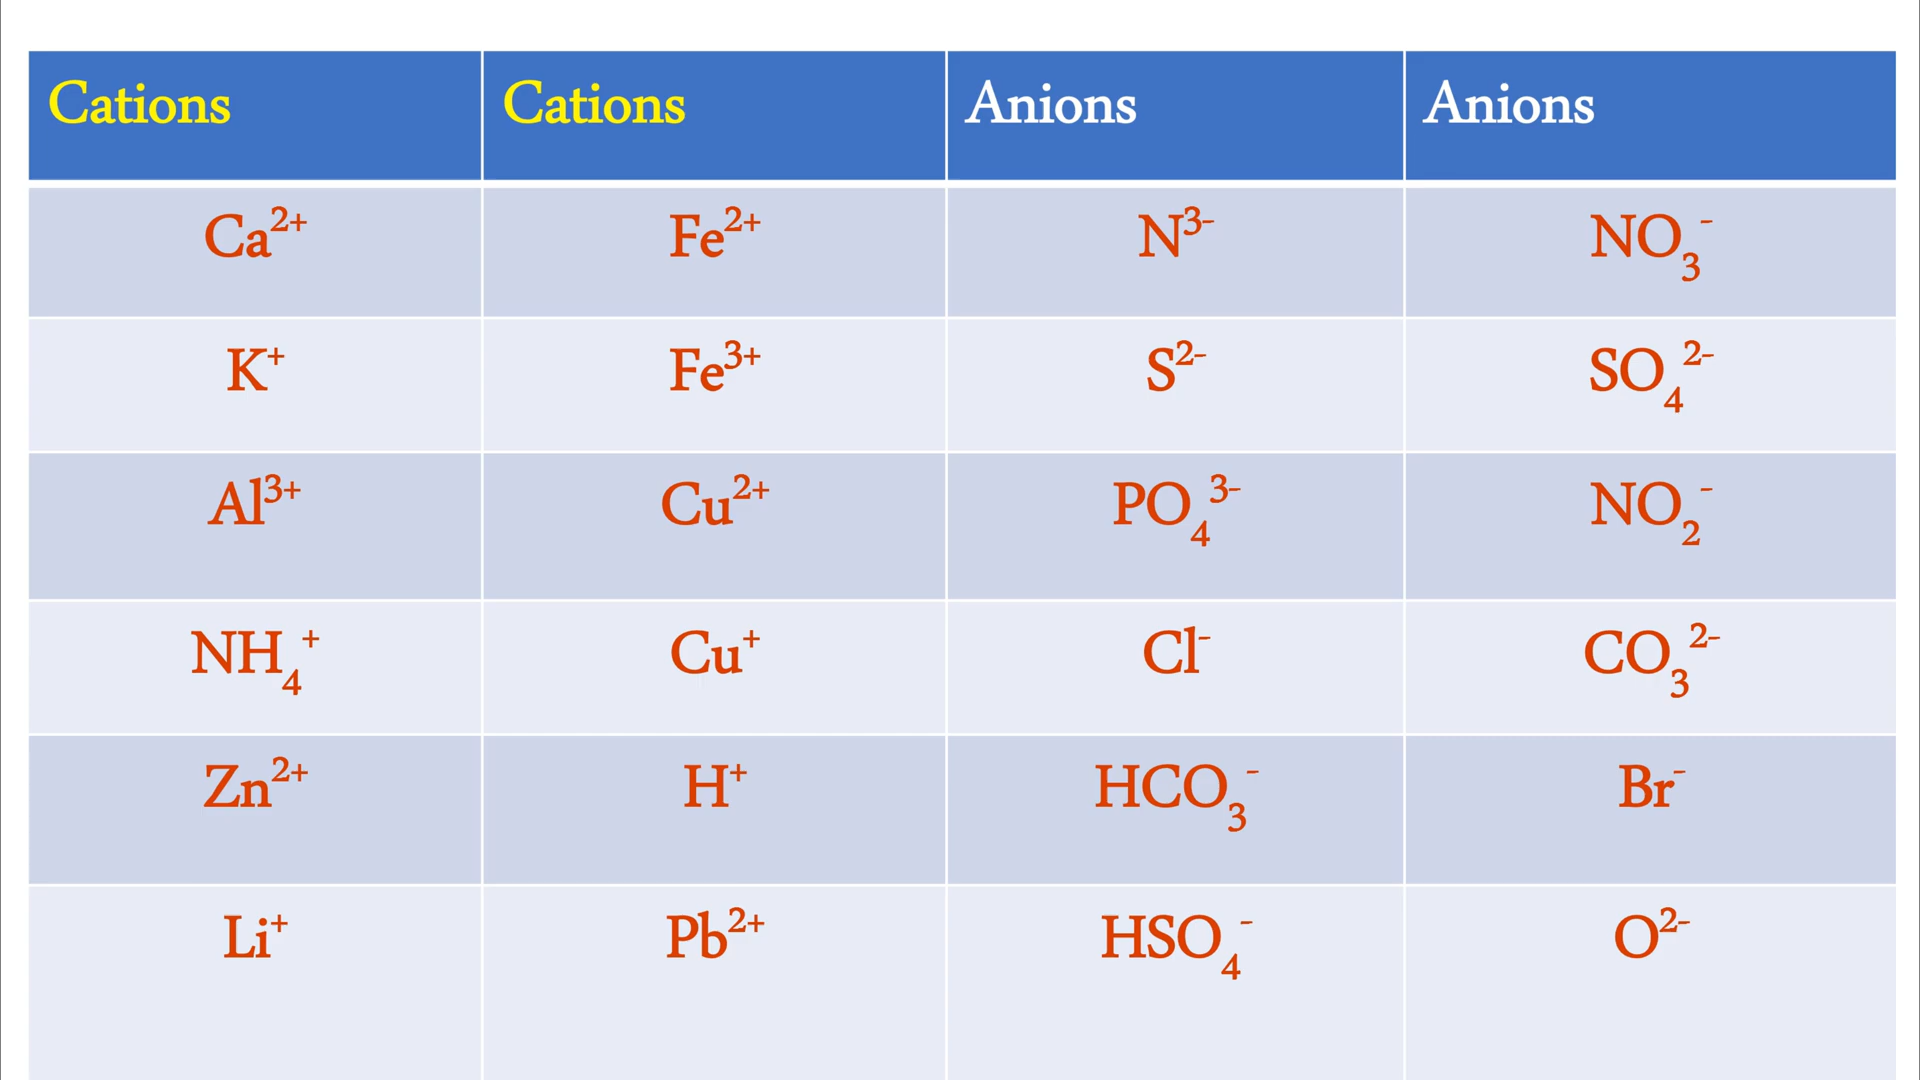 Cations Cations Anions Anions
Ca²⁺ Fe²⁺ N³⁻ NO₃⁻
K⁺ Fe³⁺ S²⁻ SO₄²⁻
Al³⁺ Cu²⁺ PO₄³⁻ NO₂⁻
NH₄⁺ Cu⁺ Cl⁻ CO₃²⁻
Zn²⁺ H⁺ HCO₃⁻ Br⁻
Li⁺ Pb²⁺ HSO₄⁻ O²⁻